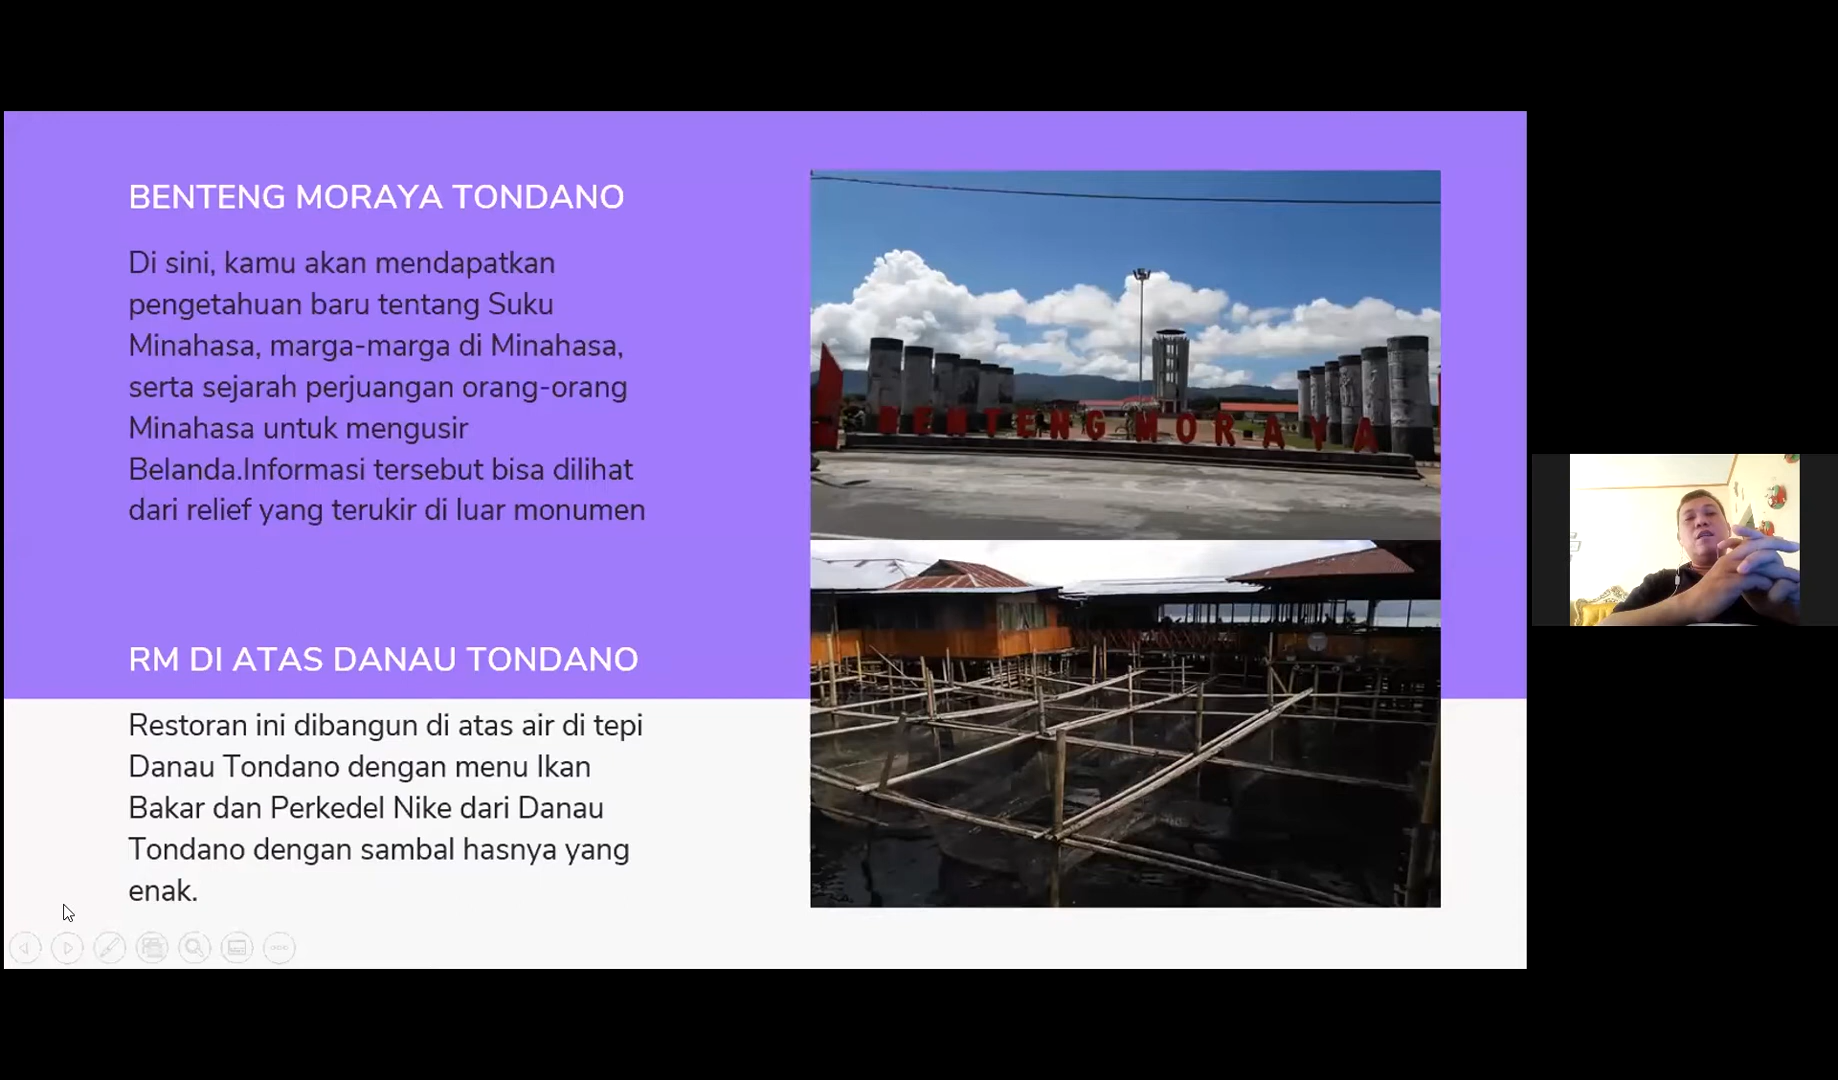 BENTENG MORAYA TONDANO
Di sini, kamu akan mendapatkan
pengetahuan baru tentang Suku
Minahasa, marga-marga di Minahasa,
serta sejarah perjuangan orang-orang
Minahasa untuk mengusir
Belanda.Informasi tersebut bisa dilihat
dari relief yang terukir di luar monumen
BENTENG MORAYA
RM DI ATAS DANAU TONDANO
Restoran ini dibangun di atas air di tepi
Danau Tondano dengan menu Ikan
Bakar dan Perkedel Nike dari Danau
Tondano dengan sambal hasnya yang
enak.